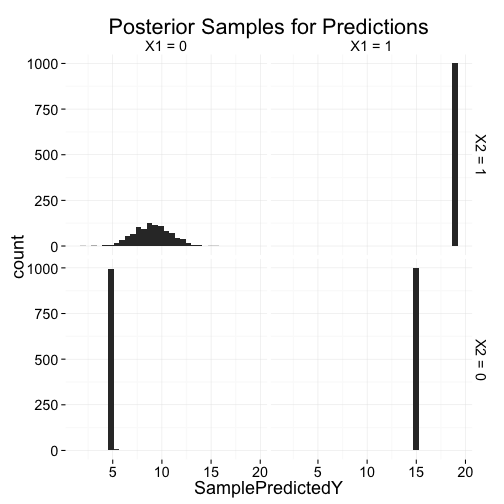 Posterior Samples for Predictions
X1 = 0
X1 = 1
1000
750
500
250
0
X2 = 1
count
1000
750
500
250
0
X2 = 0
5
10
15
20
5
10
15
20
SamplePredictedY